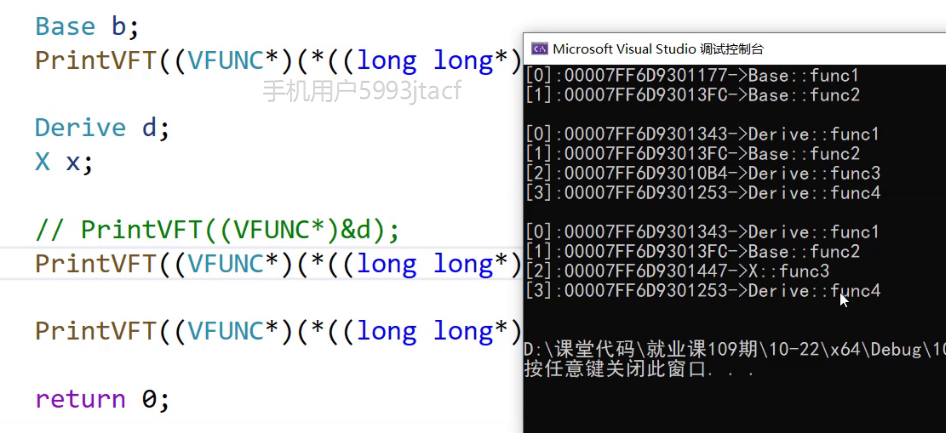 Base b;
PrintVFT((VFUNC*)(*((long long*)
手机用户5993jtacf
Derive d;
X x;
// PrintVFT((VFUNC*)&d);
PrintVFT((VFUNC*)(*((long long*)
PrintVFT((VFUNC*)(*((long long*)
return 0;
Microsoft Visual Studio 调试控制台
[0]:00007FF6D9301177->Base::func1
[1]:00007FF6D93013FC->Base::func2
[0]:00007FF6D9301343->Derive::func1
[1]:00007FF6D93013FC->Base::func2
[2]:00007FF6D93010B4->Derive::func3
[3]:00007FF6D9301253->Derive::func4
[0]:00007FF6D9301343->Derive::func1
[1]:00007FF6D93013FC->Base::func2
[2]:00007FF6D9301447->X::func3
[3]:00007FF6D9301253->Derive::func4
D:\课堂代码\就业课109期\10-22\x64\Debug\10
按任意键关闭此窗口. . .